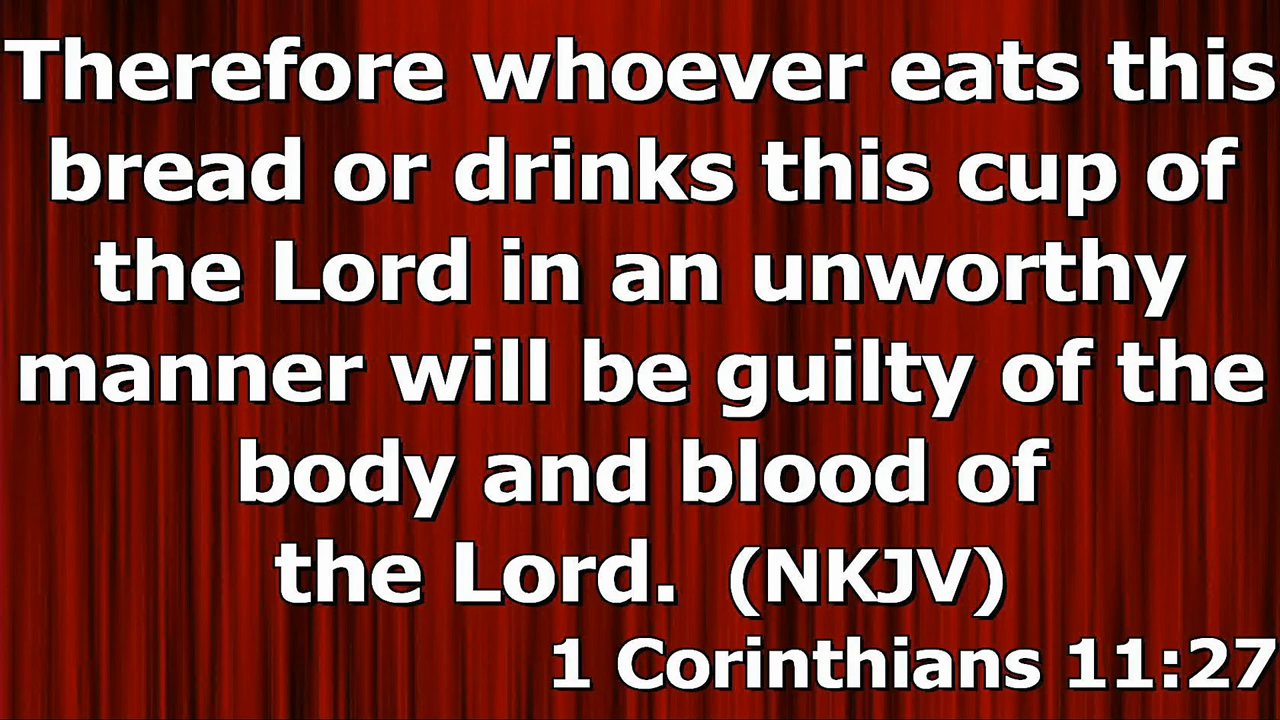 Therefore whoever eats this
bread or drinks this cup of
the Lord in an unworthy
manner will be guilty of the
body and blood of
the Lord. (NKJV)
1 Corinthians 11:27